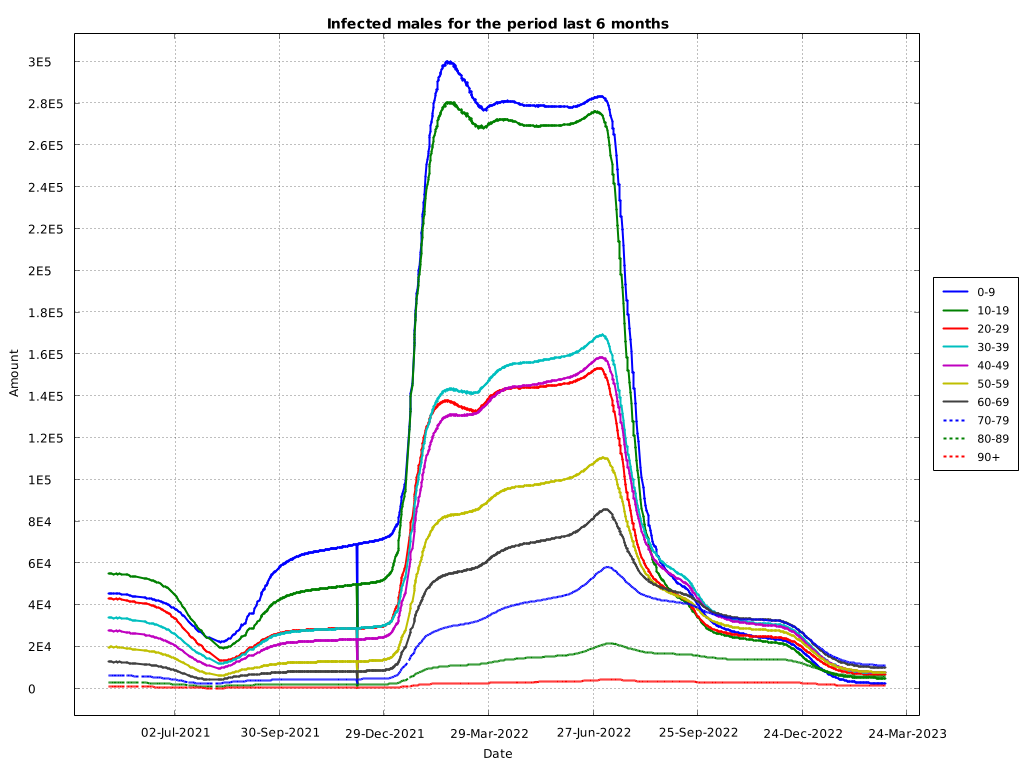 Infected males for the period last 6 months
3E5
2.8E5
2.6E5
2.4E5
2.2E5
2E5
1.8E5
1.6E5
1.4E5
1.2E5
1E5
8E4
6E4
4E4
2E4
0
Amount
02-Jul-2021 30-Sep-2021 29-Dec-2021 29-Mar-2022 27-Jun-2022 25-Sep-2022 24-Dec-2022 24-Mar-2023
Date
0-9
10-19
20-29
30-39
40-49
50-59
60-69
70-79
80-89
90+